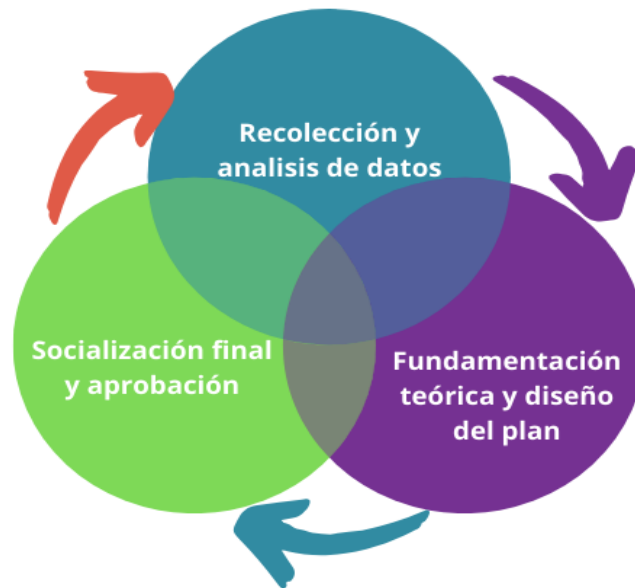 Recolección y
analisis de datos
Socialización final
y aprobación
Fundamentación
teórica y diseño
del plan